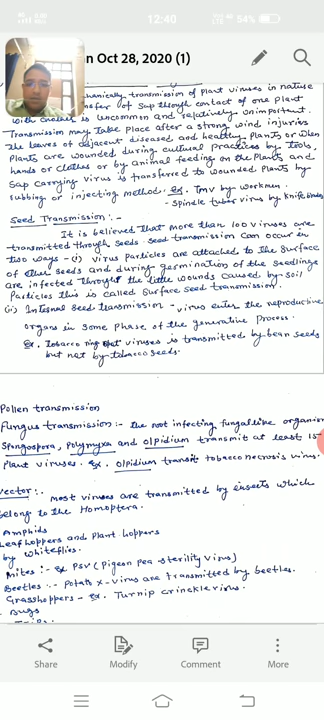 12:40
54%
n Oct 28, 2020 (1)
chanically transmission of plant viruses in nature
nsfer of sap through contact of one plant
with another is uncommon and relatively unimportant.
Transmission may take place after a strong wind injuries
the leaves of adjacent diseased and healthy plants or when
Plants are wounded during cultural practices by tools,
hands or clothes or by animal feeding on the plants and
Sap carrying virus is transferred to wounded plants by
rubbing or injecting method. ex. TMV by workmen.
- Spindle tuber virus by knife
Seed Transmission :-
It is believed that more than 100 viruses are
transmitted through seeds. Seed transmission can occur in
two ways - (i) Virus particles are attached to the surface
of the seeds and during germination of the seedlings
are infected through the little wounds caused by soil
Particles this is called Surface seed transmission.
(ii) Internal seed transmission - virus enter the reproductive
organs in some phase of the generative process.
Ex. Tobacco ring viruses is transmitted by bean seeds
but not by tobacco seeds.
Pollen transmission
Fungus transmission :- The root infecting fungal like organism
Spongospora, Polymyxa and Olpidium transmit at least 15
Plant viruses. Ex. Olpidium transit tobacco necrosis virus.
vector :- Most viruses are transmitted by insects which
belong to the Homoptera.
Amphids
Leafhoppers and Plant hoppers
by whiteflies.
Mites :- Ex PSV (Pigeon Pea sterility virus)
Beetles :- Potato X-virus are transmitted by beetles.
Grasshoppers - Ex. Turnip crinckle virus.
Bugs
Share
Modify
Comment
More